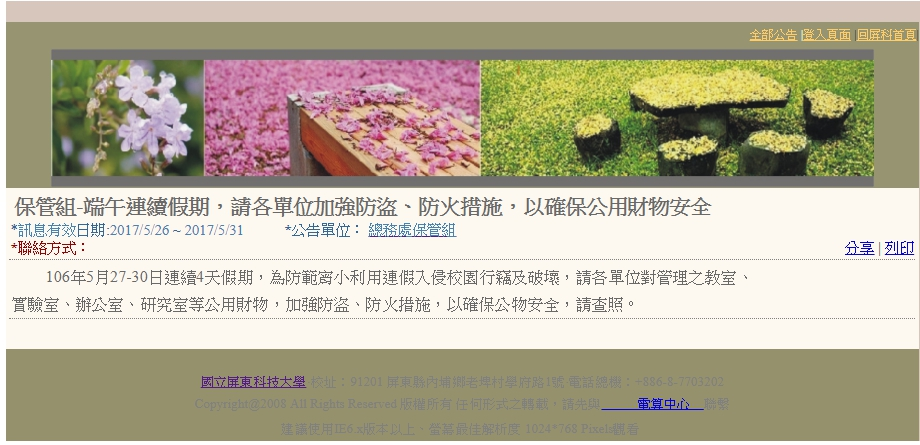 全部公告 |登入頁面 |回屏科首頁|
保管組-端午連續假期，請各單位加強防盜、防火措施，以確保公用財物安全
*訊息有效日期:2017/5/26 ~ 2017/5/31 *公告單位： 總務處保管組
*聯絡方式： 分享 | 列印
106年5月27-30日連續4天假期，為防範宵小利用連假入侵校園行竊及破壞，請各單位對管理之教室、
實驗室、辦公室、研究室等公用財物，加強防盜、防火措施，以確保公物安全，請查照。
國立屏東科技大學 校址：91201 屏東縣內埔鄉老埤村學府路1號 電話總機：+886-8-7703202
Copyright@2008 All Rights Reserved 版權所有 任何形式之轉載，請先與 電算中心 聯繫
建議使用IE6.x版本以上、螢幕最佳解析度 1024*768 Pixels觀看